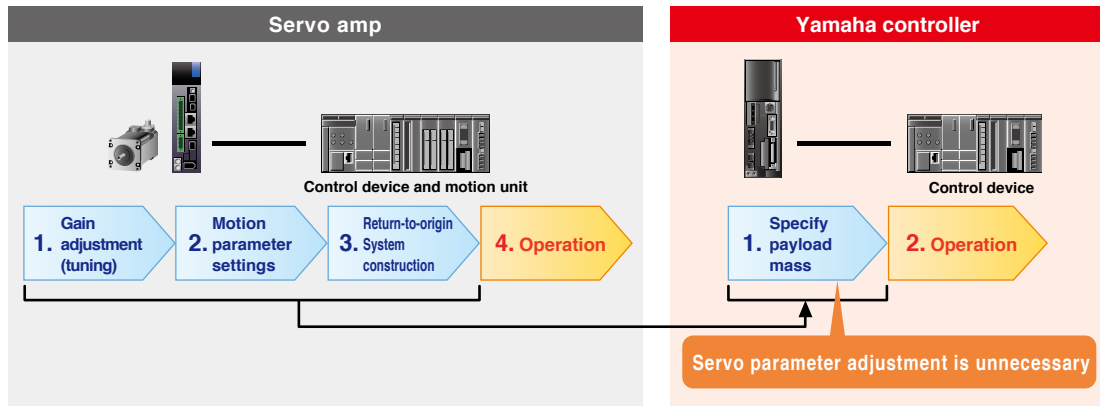 Servo amp
Control device and motion unit
1. Gain
adjustment
(tuning)
2. Motion
parameter
settings
3. Return-to-origin
System
construction
4. Operation
Yamaha controller
Control device
1. Specify
payload
mass
2. Operation
Servo parameter adjustment is unnecessary